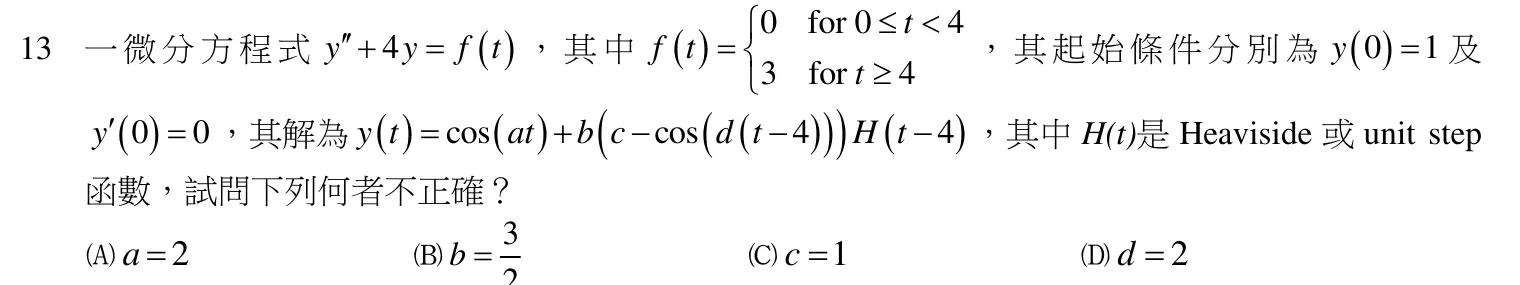 13 一微分方程式 y″+4y=f(t)，其中 f(t)={0 for 0≤t<4
3 for t≥4 ，其起始條件分別為 y(0)=1 及
y′(0)=0，其解為 y(t)=cos(at)+b(c−cos(d(t−4)))H(t−4)，其中 H(t)是 Heaviside 或 unit step
函數，試問下列何者不正確？
(A) a=2 (B) b=3/2 (C) c=1 (D) d=2